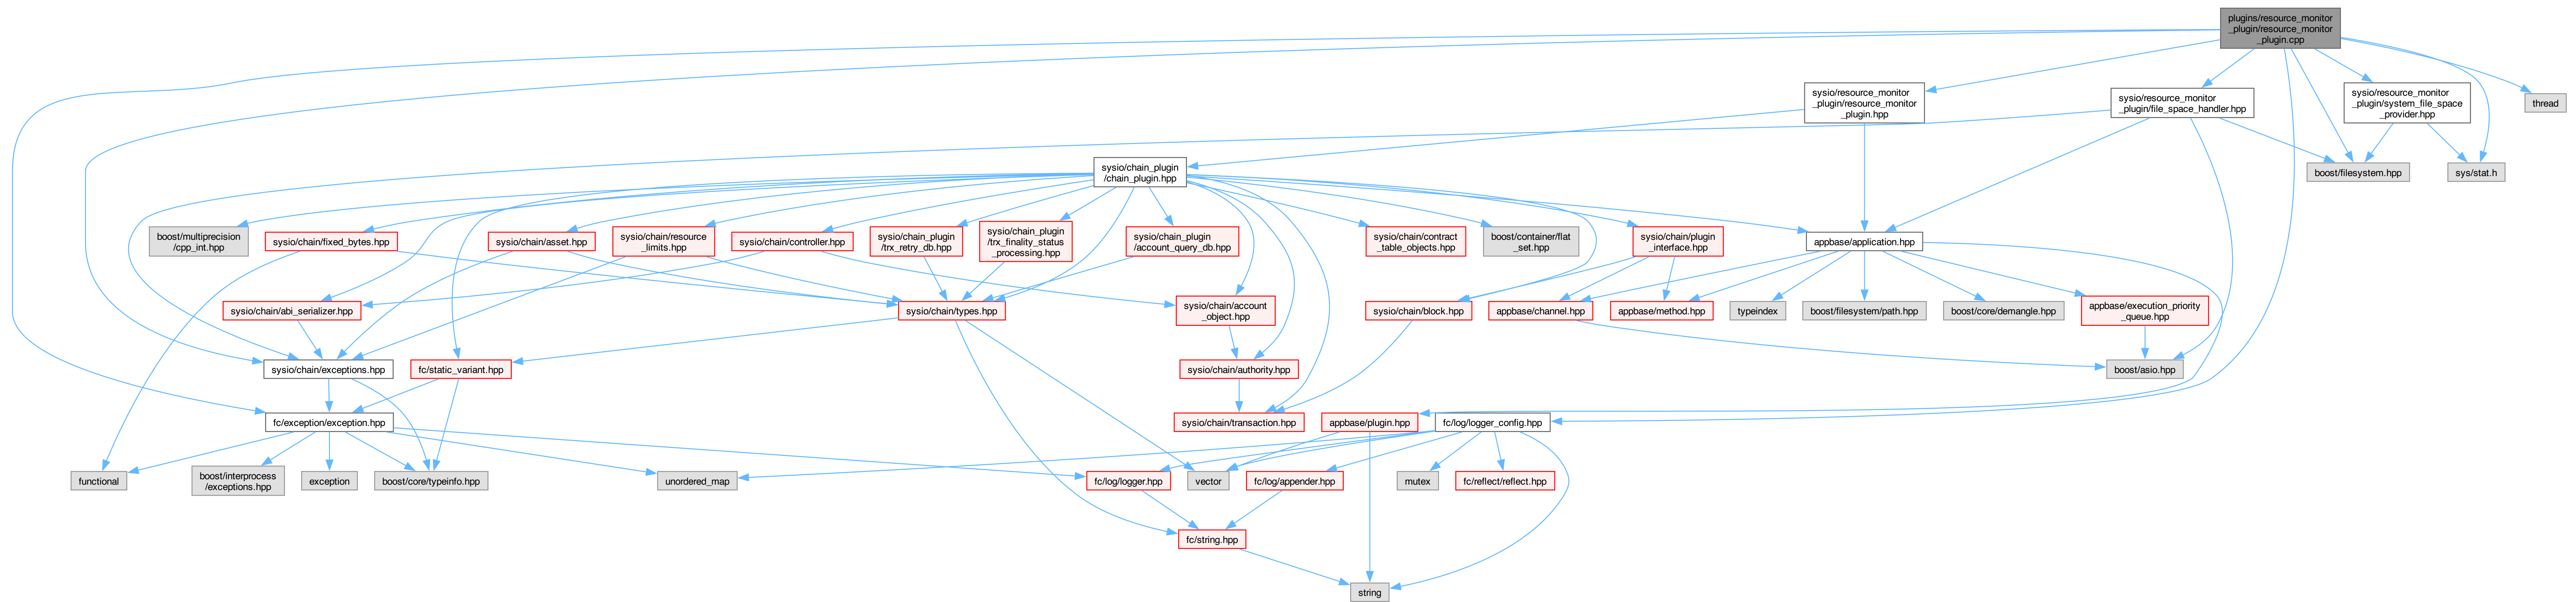 plugins/resource_monitor
_plugin/resource_monitor
_plugin.cpp
sysio/resource_monitor
_plugin/resource_monitor
_plugin.hpp
sysio/resource_monitor
_plugin/file_space_handler.hpp
sysio/resource_monitor
_plugin/system_file_space
_provider.hpp
thread
sysio/chain_plugin
/chain_plugin.hpp
boost/filesystem.hpp
sys/stat.h
boost/multiprecision
/cpp_int.hpp
sysio/chain/fixed_bytes.hpp
sysio/chain/asset.hpp
sysio/chain/resource
_limits.hpp
sysio/chain/controller.hpp
sysio/chain_plugin
/trx_retry_db.hpp
sysio/chain_plugin
/trx_finality_status
_processing.hpp
sysio/chain_plugin
/account_query_db.hpp
sysio/chain/contract
_table_objects.hpp
boost/container/flat
_set.hpp
sysio/chain/plugin
_interface.hpp
appbase/application.hpp
sysio/chain/abi_serializer.hpp
sysio/chain/types.hpp
sysio/chain/account
_object.hpp
sysio/chain/block.hpp
appbase/channel.hpp
appbase/method.hpp
typeindex
boost/filesystem/path.hpp
boost/core/demangle.hpp
appbase/execution_priority
_queue.hpp
sysio/chain/exceptions.hpp
fc/static_variant.hpp
sysio/chain/authority.hpp
boost/asio.hpp
fc/exception/exception.hpp
sysio/chain/transaction.hpp
appbase/plugin.hpp
fc/log/logger_config.hpp
functional
boost/interprocess
/exceptions.hpp
exception
boost/core/typeinfo.hpp
unordered_map
fc/log/logger.hpp
vector
fc/log/appender.hpp
mutex
fc/reflect/reflect.hpp
fc/string.hpp
string